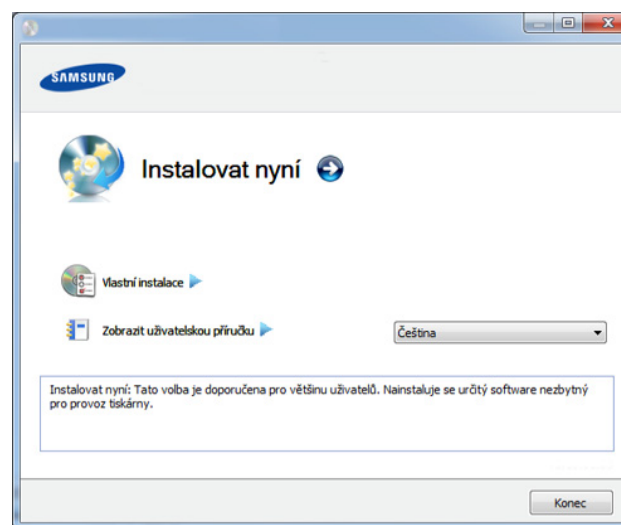 SAMSUNG
Instalovat nyní
Vlastní instalace
Zobrazit uživatelskou příručku
Čeština
Instalovat nyní: Tato volba je doporučena pro většinu uživatelů. Nainstaluje se určitý software nezbytný
pro provoz tiskárny.
Konec